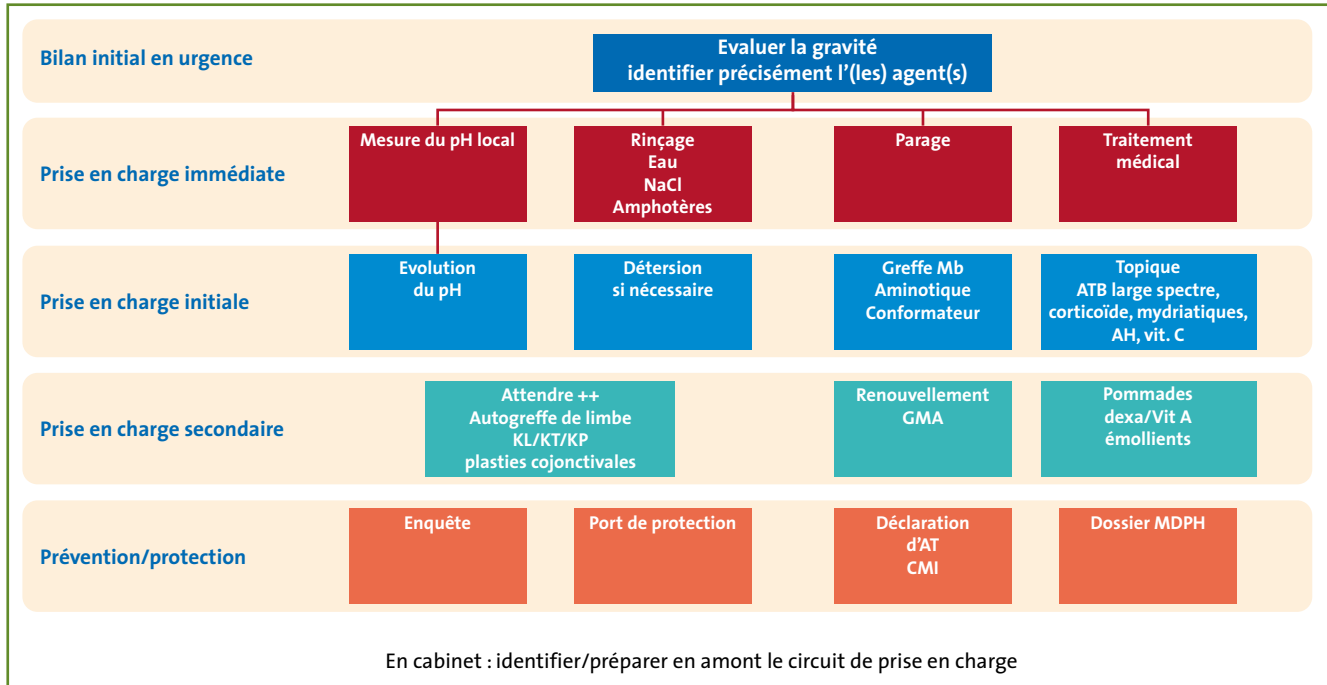 Bilan initial en urgence
Evaluer la gravité
identifier précisément l'(les) agent(s)
Prise en charge immédiate
Mesure du pH local
Rinçage
Eau
NaCl
Amphotères
Parage
Traitement
médical
Prise en charge initiale
Evolution
du pH
Détersion
si nécessaire
Greffe Mb
Aminotique
Conformateur
Topique
ATB large spectre,
corticoïde, mydriatiques,
AH, vit. C
Prise en charge secondaire
Attendre ++
Autogreffe de limbe
KL/KT/KP
plasties cojonctivales
Renouvellement
GMA
Pommades
dexa/Vit A
émollients
Prévention/protection
Enquête
Port de protection
Déclaration
d'AT
CMI
Dossier MDPH
En cabinet : identifier/préparer en amont le circuit de prise en charge